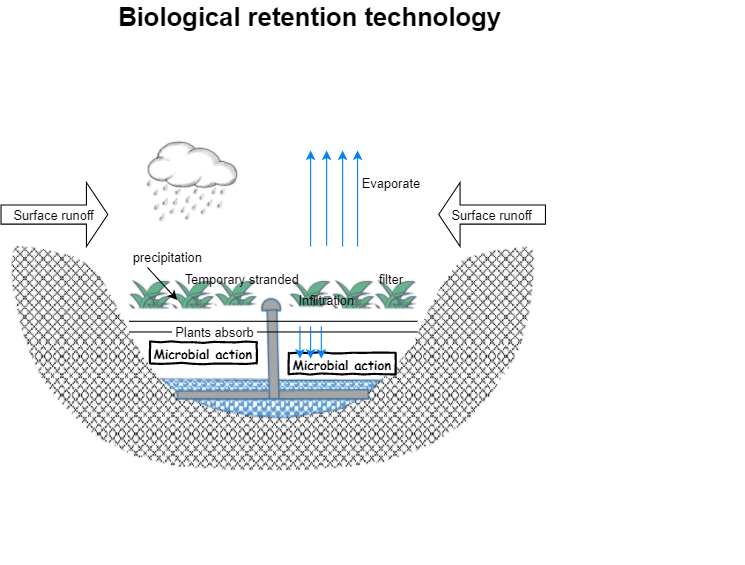 Biological retention technology
Evaporate
Surface runoff
Surface runoff
precipitation
Temporary stranded
filter
Infiltration
Plants absorb
Microbial action
Microbial action